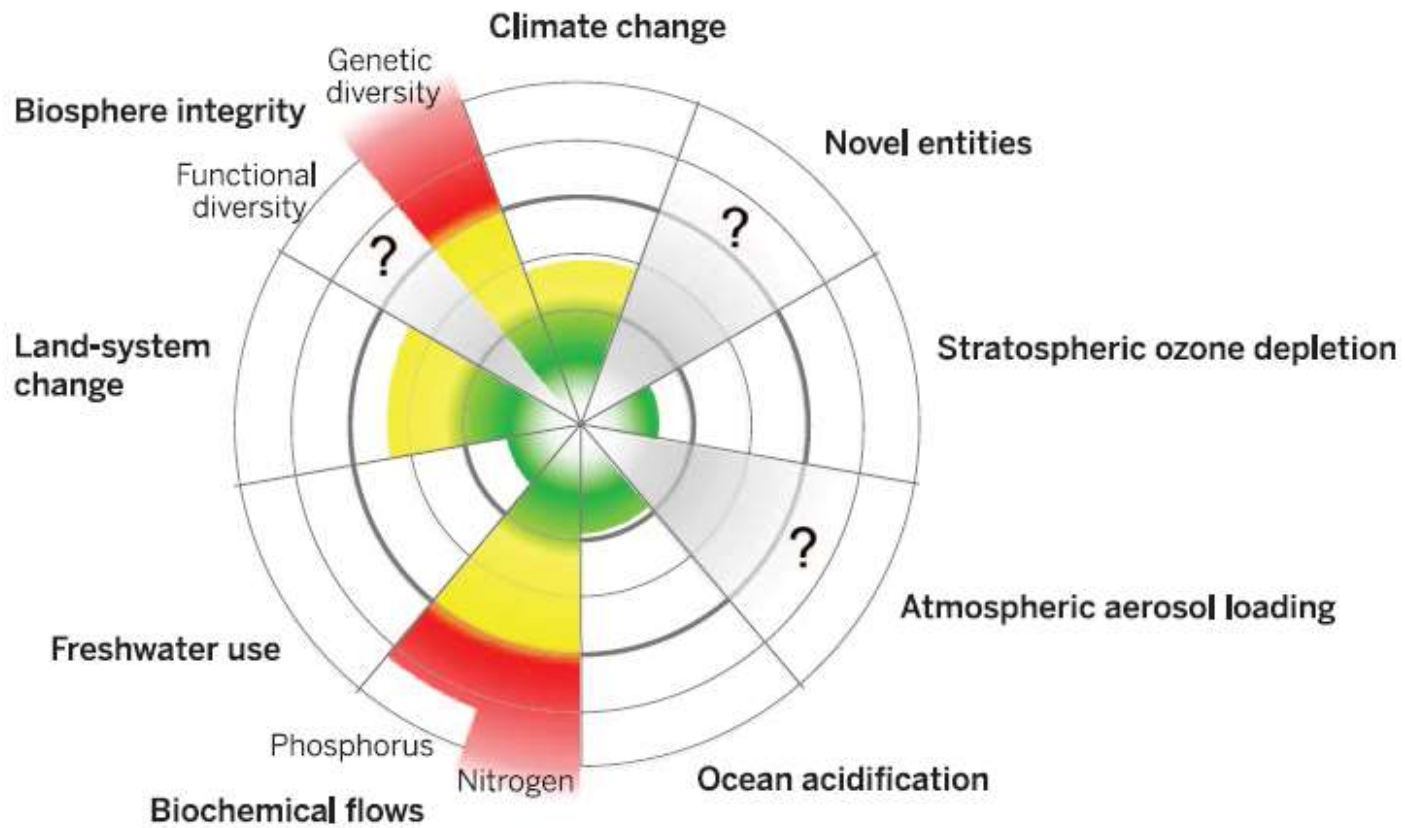 Climate change
Genetic
diversity
Biosphere integrity
Novel entities
Functional
diversity
?
?
Land-system
change
Stratospheric ozone depletion
?
Atmospheric aerosol loading
Freshwater use
Phosphorus
Nitrogen
Ocean acidification
Biochemical flows